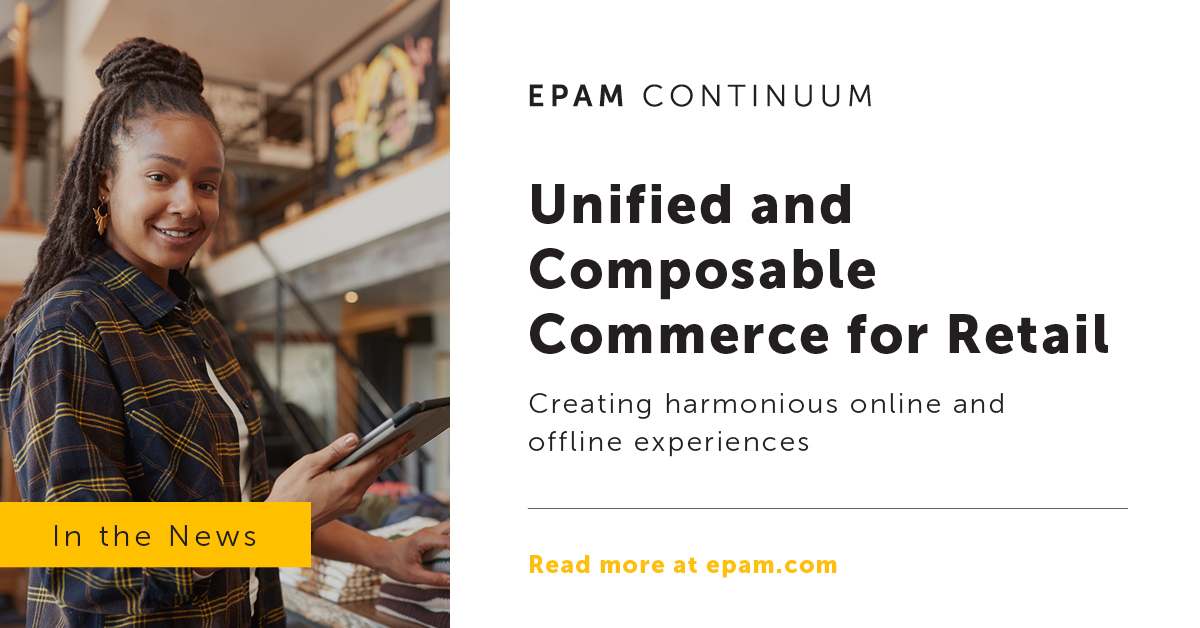 EPAM CONTINUUM
Unified and
Composable
Commerce for Retail
Creating harmonious online and
offline experiences
In the News
Read more at epam.com